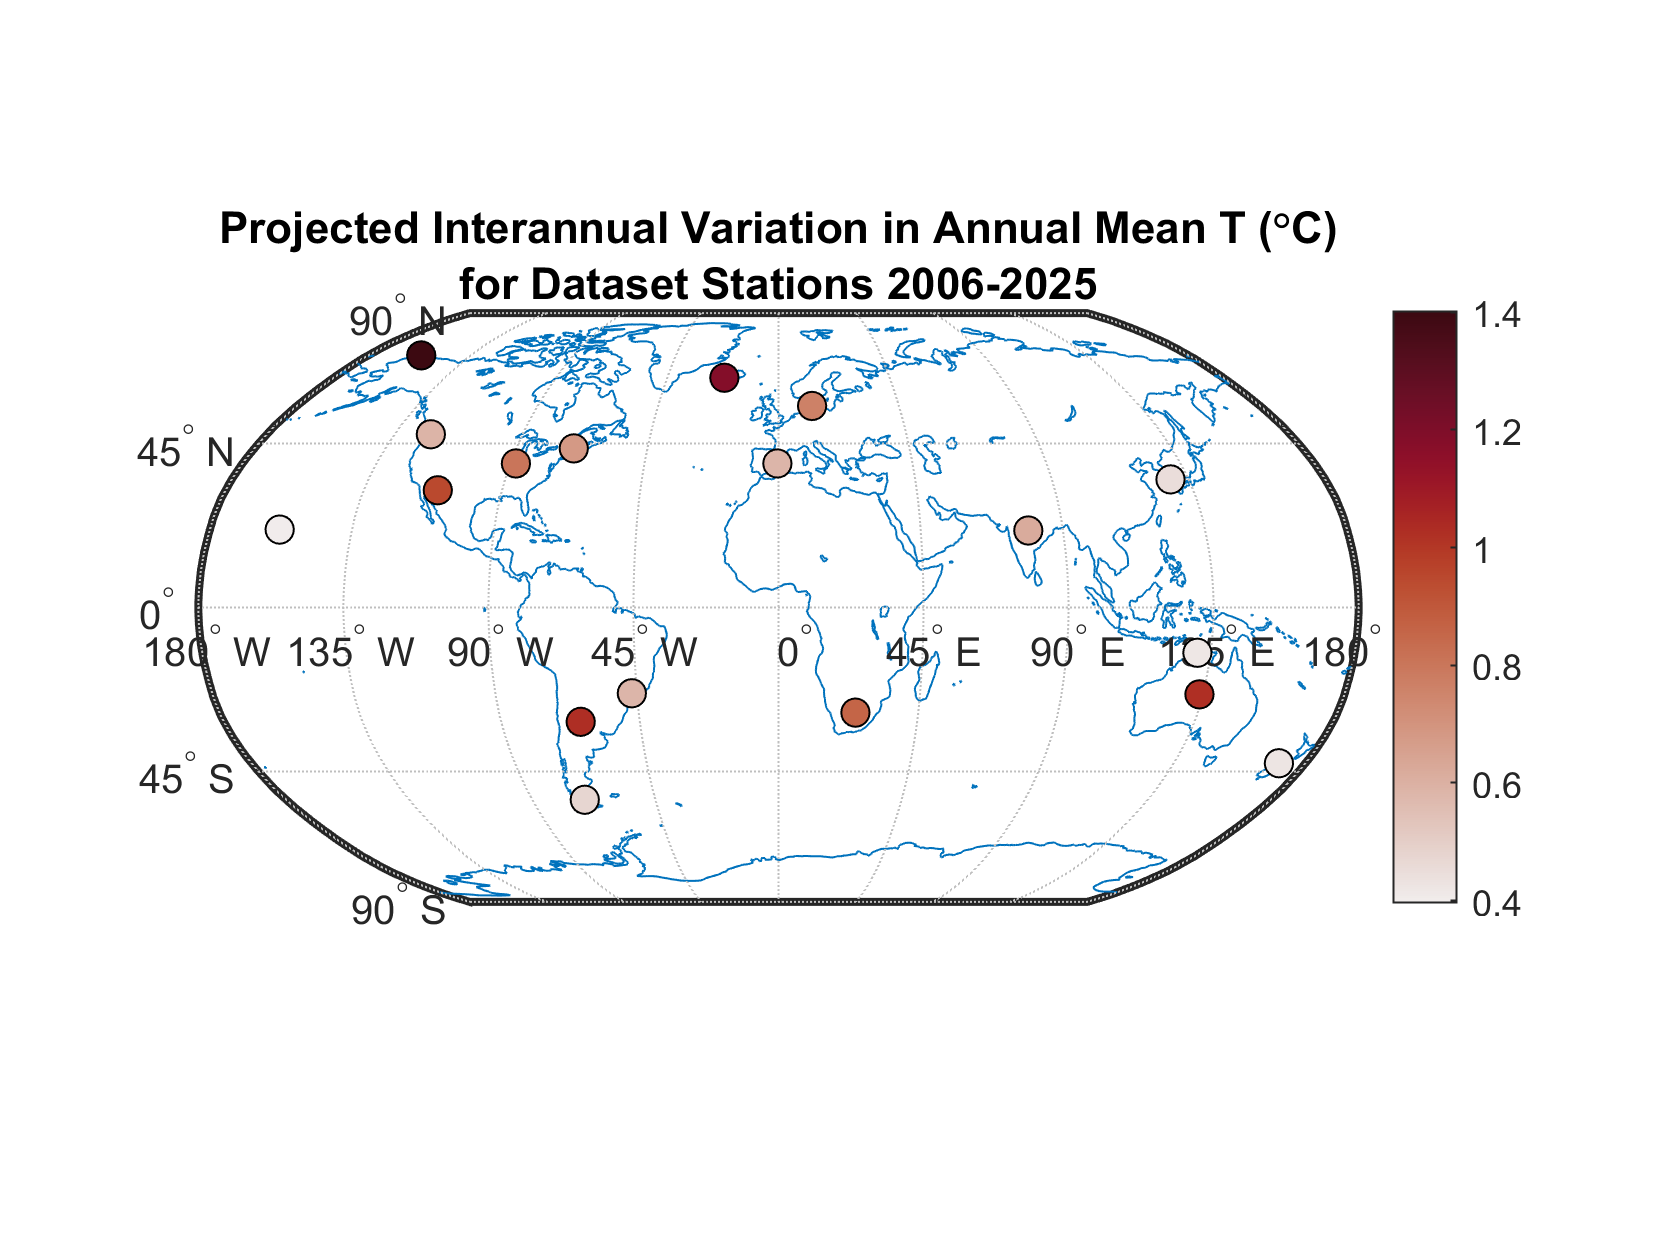 Projected Interannual Variation in Annual Mean T (°C)
for Dataset Stations 2006-2025
90° N
45° N
0°
180° W 135° W 90° W 45° W 0° 45° E 90° E 135° E 180°
45° S
90° S
1.4
1.2
1
0.8
0.6
0.4